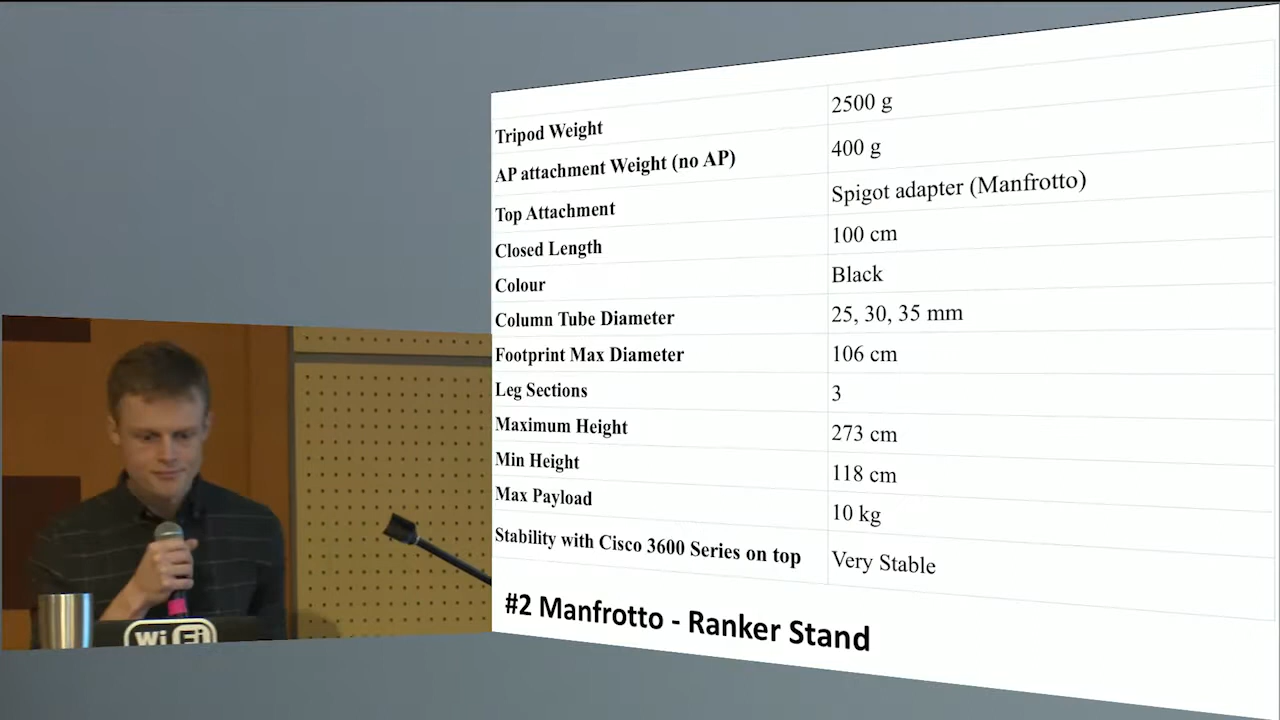 Tripod Weight 2500 g
AP attachment Weight (no AP) 400 g
Top Attachment Spigot adapter (Manfrotto)
Closed Length 100 cm
Colour Black
Column Tube Diameter 25, 30, 35 mm
Footprint Max Diameter 106 cm
Leg Sections 3
Maximum Height 273 cm
Min Height 118 cm
Max Payload 10 kg
Stability with Cisco 3600 Series on top Very Stable
#2 Manfrotto - Ranker Stand
Wi Fi